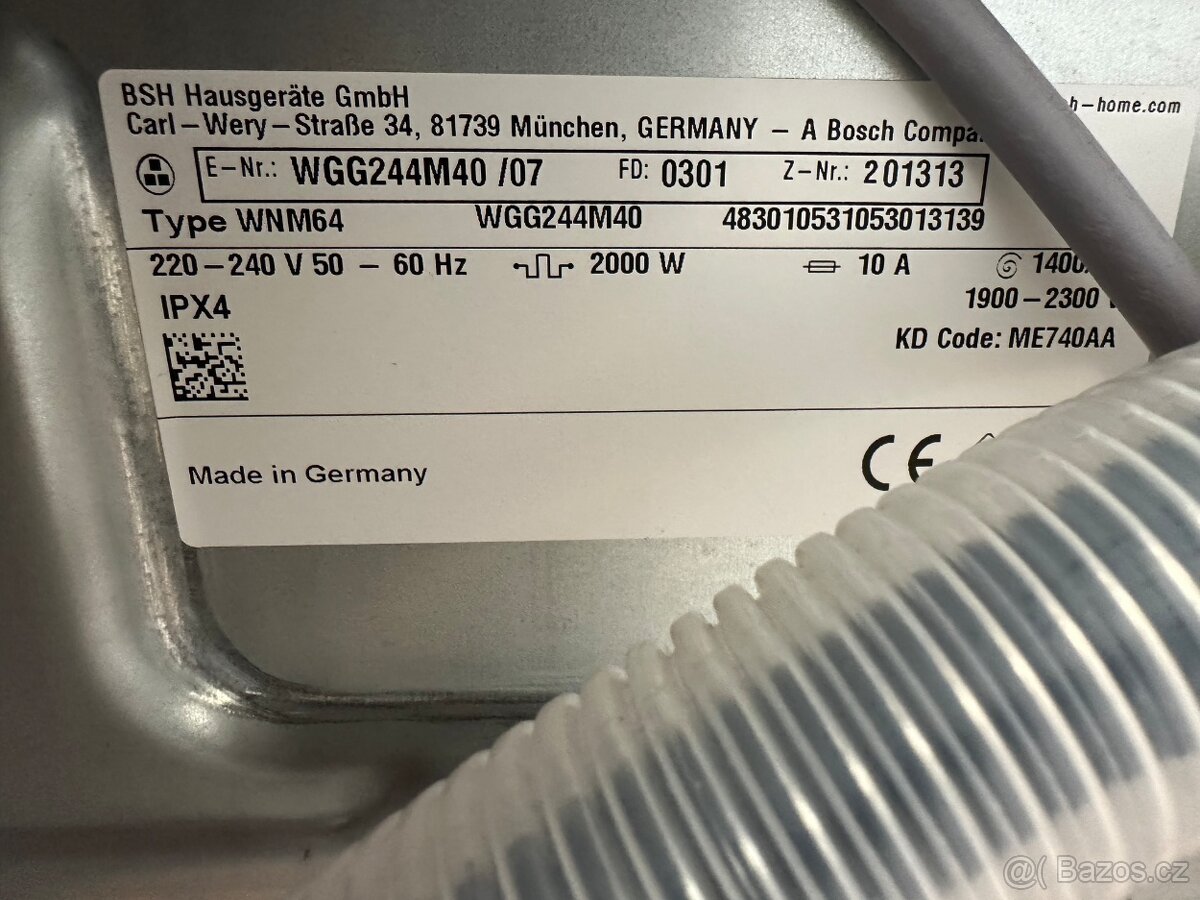 BSH Hausgeräte GmbH
h-home.com
Carl-Wery-Straße 34, 81739 München, GERMANY - A Bosch
E-Nr.: WGG244M40 /07 FD: 0301 Z-Nr.: 201313
Type WNM64 WGG244M40 483010531053013139
220-240 V 50 - 60 Hz 2000 W 10 A 1400
IPX4 1900-2300
KD Code: ME740AA
Made in Germany CE
@( Bazos.cz